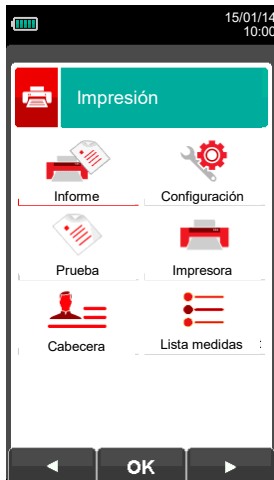 15/01/14
10:00
Impresión
Informe
Configuración
Prueba
Impresora
Cabecera
Lista medidas :
OK